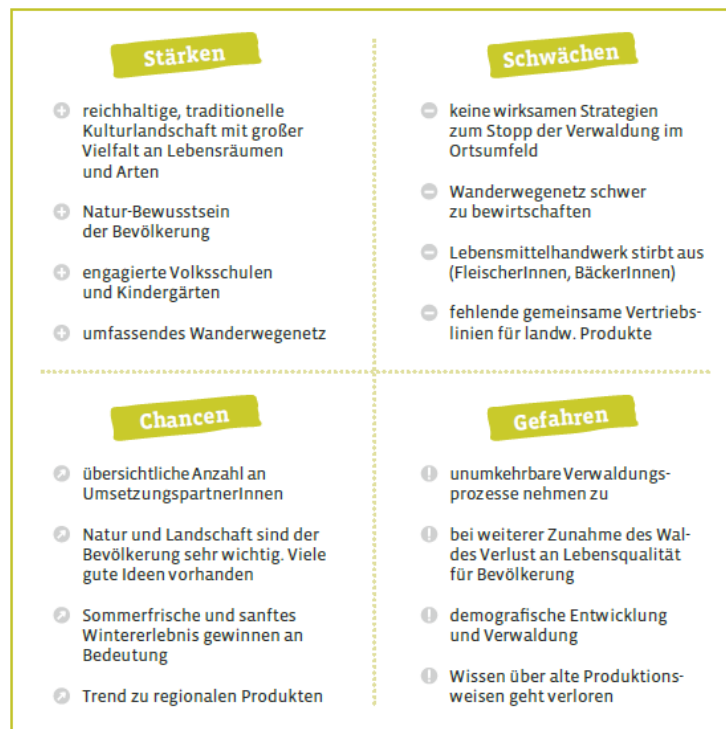 Stärken
reichhaltige, traditionelle
Kulturlandschaft mit großer
Vielfalt an Lebensräumen
und Arten
Natur-Bewusstsein
der Bevölkerung
engagierte Volksschulen
und Kindergärten
umfassendes Wanderwegenetz
Schwächen
keine wirksamen Strategien
zum Stopp der Verwaldung im
Ortsumfeld
Wanderwegenetz schwer
zu bewirtschaften
Lebensmittelhandwerk stirbt aus
(FleischerInnen, BäckerInnen)
fehlende gemeinsame Vertriebs-
linien für landw. Produkte
Chancen
übersichtliche Anzahl an
UmsetzungspartnerInnen
Natur und Landschaft sind der
Bevölkerung sehr wichtig. Viele
gute Ideen vorhanden
Sommerfrische und sanftes
Wintererlebnis gewinnen an
Bedeutung
Trend zu regionalen Produkten
Gefahren
unumkehrbare Verwaldungs-
prozesse nehmen zu
bei weiterer Zunahme des Wal-
des Verlust an Lebensqualität
für Bevölkerung
demografische Entwicklung
und Verwaldung
Wissen über alte Produktions-
weisen geht verloren